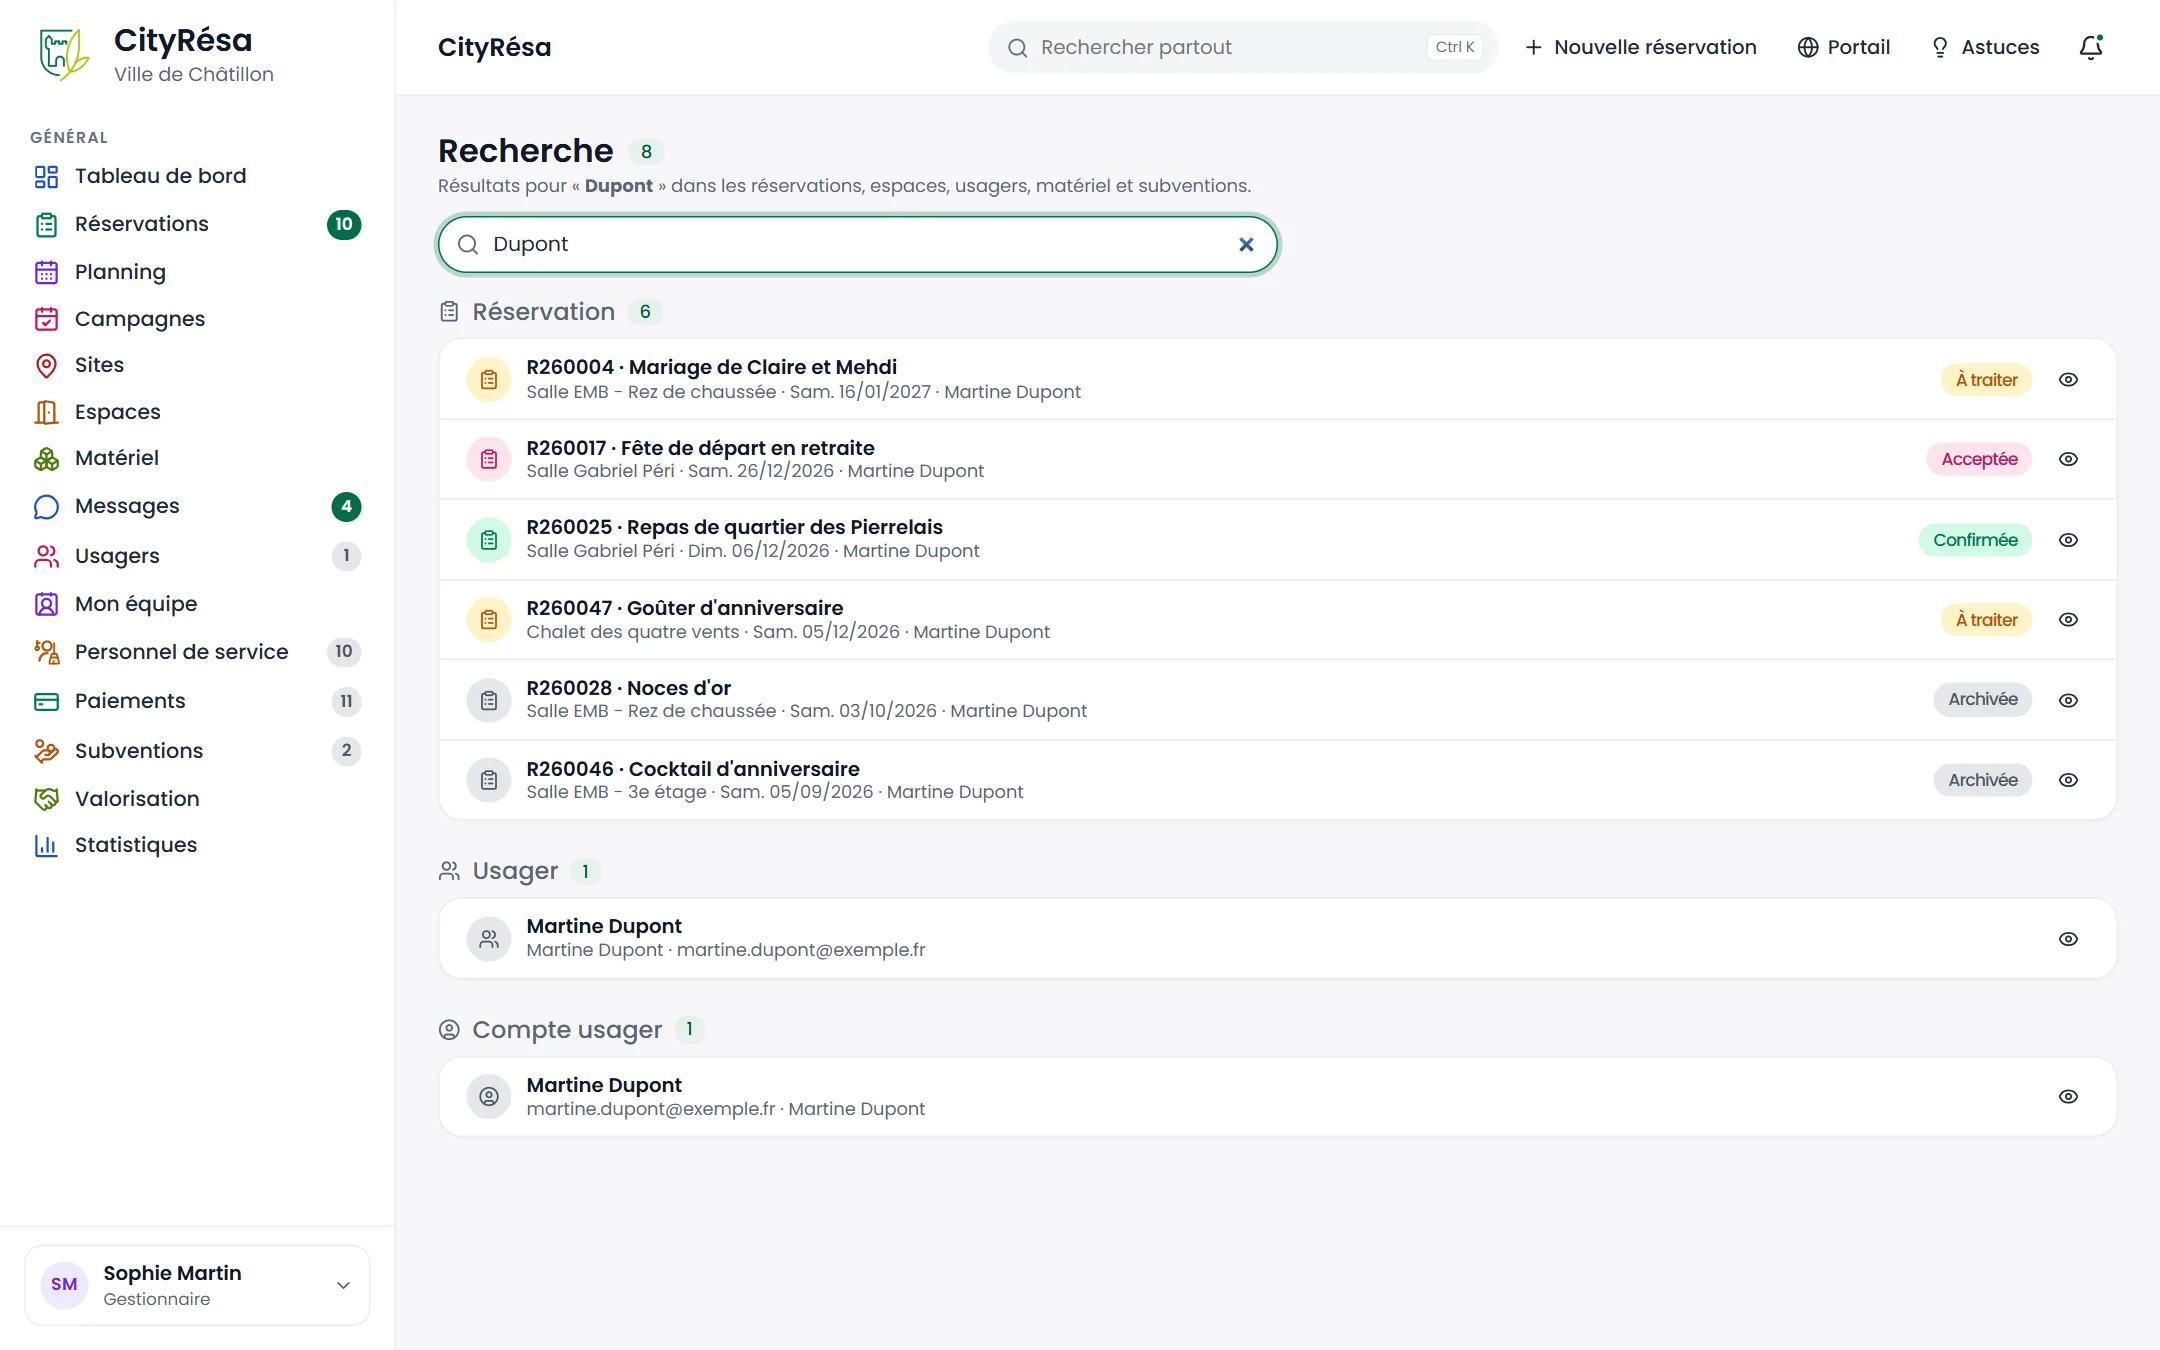 CityRésa
Ville de Châtillon
GÉNÉRAL
Tableau de bord
Réservations 10
Planning
Campagnes
Sites
Espaces
Matériel
Messages 4
Usagers 1
Mon équipe
Personnel de service 10
Paiements 11
Subventions 2
Valorisation
Statistiques
SM
Sophie Martin
Gestionnaire
CityRésa
Rechercher partout Ctrl K
Nouvelle réservation
Portail
Astuces
Recherche 8
Résultats pour « Dupont » dans les réservations, espaces, usagers, matériel et subventions.
Dupont
Réservation 6
R260004 · Mariage de Claire et Mehdi
Salle EMB - Rez de chaussée · Sam. 16/01/2027 · Martine Dupont
À traiter
R260017 · Fête de départ en retraite
Salle Gabriel Péri · Sam. 26/12/2026 · Martine Dupont
Acceptée
R260025 · Repas de quartier des Pierrelais
Salle Gabriel Péri · Dim. 06/12/2026 · Martine Dupont
Confirmée
R260047 · Goûter d'anniversaire
Chalet des quatre vents · Sam. 05/12/2026 · Martine Dupont
À traiter
R260028 · Noces d'or
Salle EMB - Rez de chaussée · Sam. 03/10/2026 · Martine Dupont
Archivée
R260046 · Cocktail d'anniversaire
Salle EMB - 3e étage · Sam. 05/09/2026 · Martine Dupont
Archivée
Usager 1
Martine Dupont
Martine Dupont · martine.dupont@exemple.fr
Compte usager 1
Martine Dupont
martine.dupont@exemple.fr · Martine Dupont